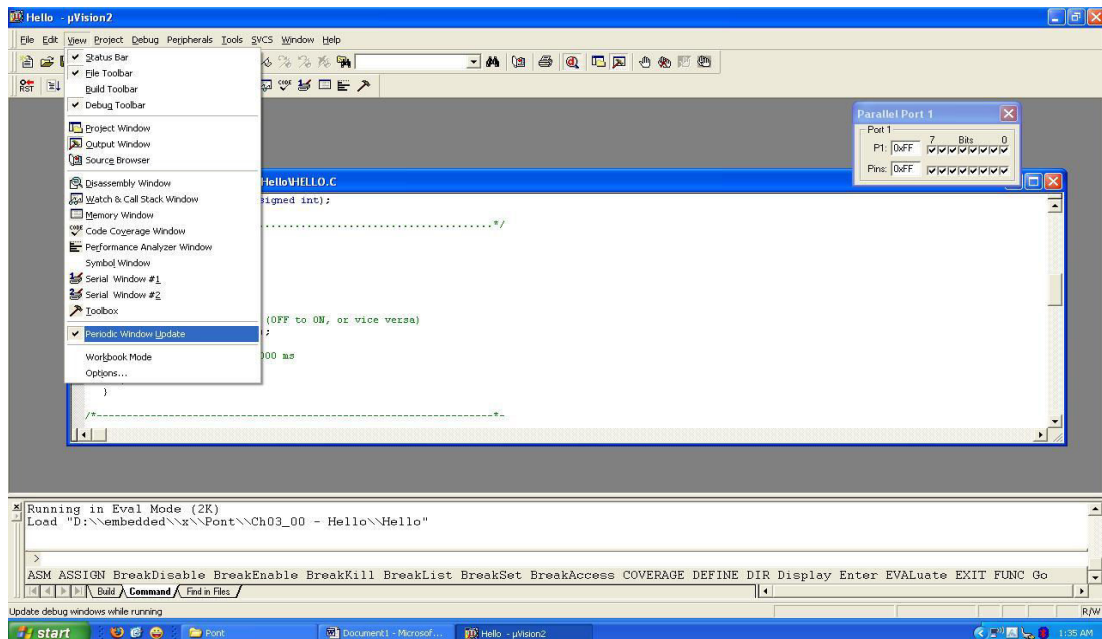 Hello - µVision2
File Edit View Project Debug Peripherals Tools SVCS Window Help
Status Bar
File Toolbar
Build Toolbar
Debug Toolbar
Project Window
Output Window
Source Browser
Disassembly Window
Watch & Call Stack Window
Memory Window
Code Coverage Window
Performance Analyzer Window
Symbol Window
Serial Window #1
Serial Window #2
Toolbox
Periodic Window Update
Workbook Mode
Options...
RST
CODE
Parallel Port 1
Port 1
7 Bits 0
P1: 0xFF
Pins: 0xFF
Hello\HELLO.C
signed int);
.......................................*/
(OFF to ON, or vice versa)
;
000 ms
}
/*------------------------------------------------------------------*-
Running in Eval Mode (2K)
Load "D:\\embedded\\x\\Pont\\Ch03_00 - Hello\\Hello"
>
ASM ASSIGN BreakDisable BreakEnable BreakKill BreakList BreakSet BreakAccess COVERAGE DEFINE DIR Display Enter EVALuate EXIT FUNC Go
Build Command Find in Files
Update debug windows while running
R/W
start Pont Document1 - Microsof... Hello - µVision2 1:35 AM